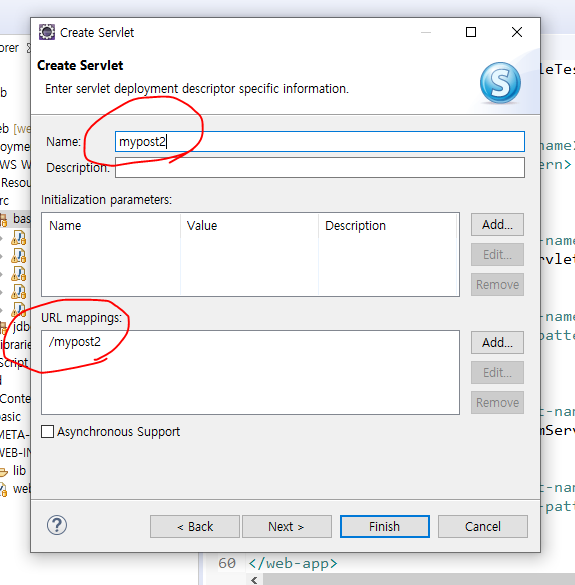 Create Servlet
Create Servlet
Enter servlet deployment descriptor specific information.
S
Name:
mypost2
Description:
Initialization parameters:
Name Value Description
Add...
Edit...
Remove
URL mappings:
/mypost2
Add...
Edit...
Remove
Asynchronous Support
?
< Back
Next >
Finish
Cancel
orer
b
eb [we
oyme
WS W
Resou
rc
bas
jdb
ibrarie
Script
d
Conte
basic
META-
WEB-IN
lib
web
leTes
name>
ern>
-name
rvlet
-name
patte
t-nam
mServ
t-nam
-patt
60 </web-app>